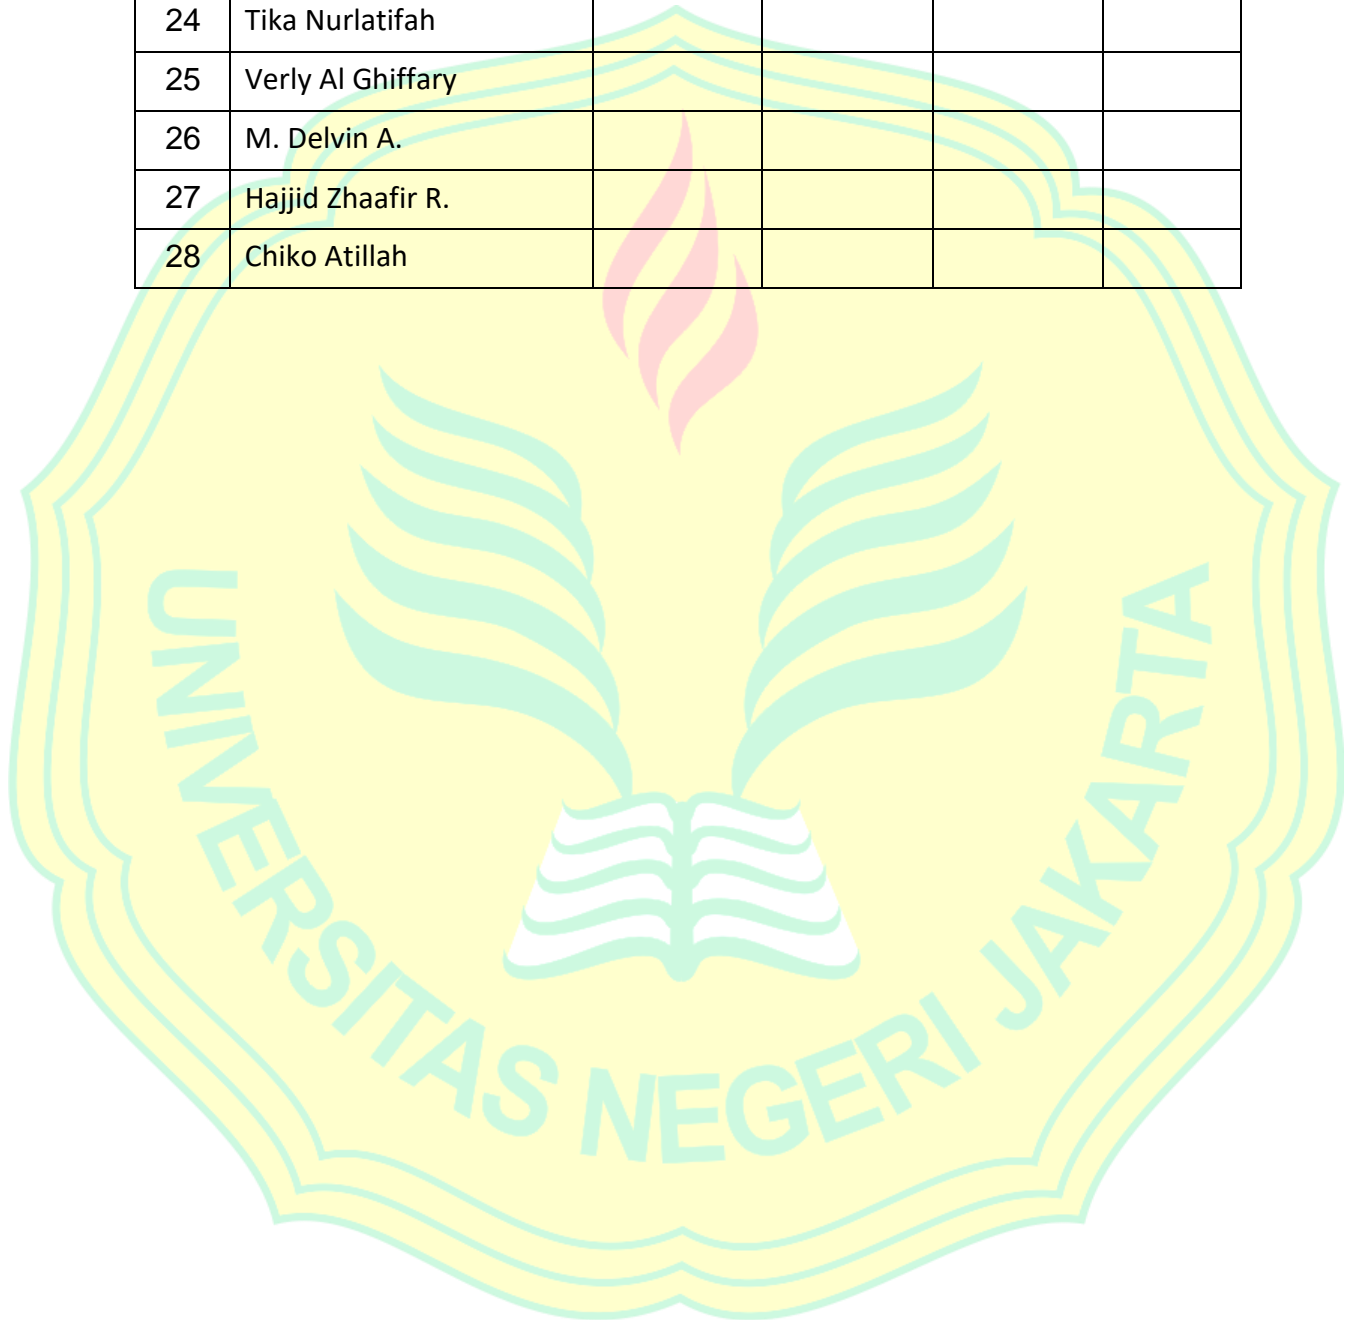 24 Tika Nurlatifah
25 Verly Al Ghiffary
26 M. Delvin A.
27 Hajjid Zhaafir R.
28 Chiko Atillah
UNIVERSITAS NEGERI JAKARTA